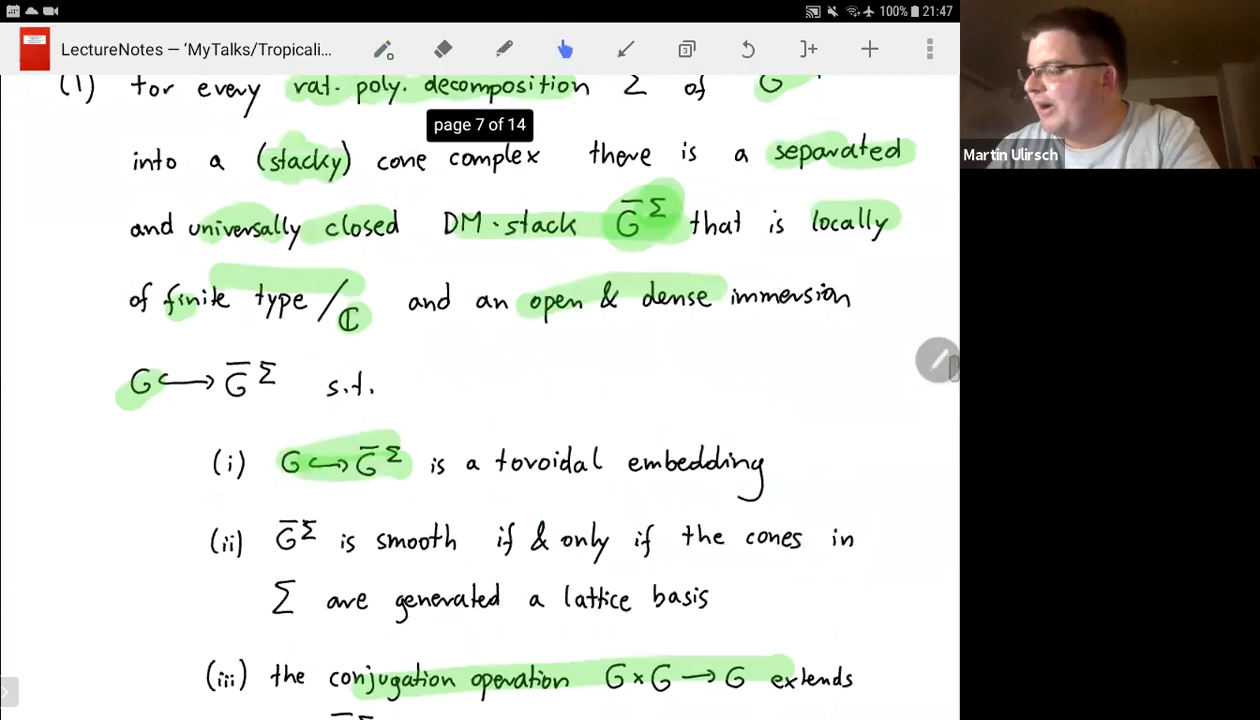 100% 21:47
LectureNotes – 'MyTalks/Tropicali...
(1) for every rat. poly. decomposition Σ of G
page 7 of 14
into a (stacky) cone complex there is a separated
and universally closed DM-stack G̅^Σ that is locally
of finite type /ℂ and an open & dense immersion
G ↪ G̅^Σ s.t.
(i) G ↪ G̅^Σ is a toroidal embedding
(ii) G̅^Σ is smooth if & only if the cones in
Σ are generated a lattice basis
(iii) the conjugation operation G×G → G extends
Martin Ulirsch